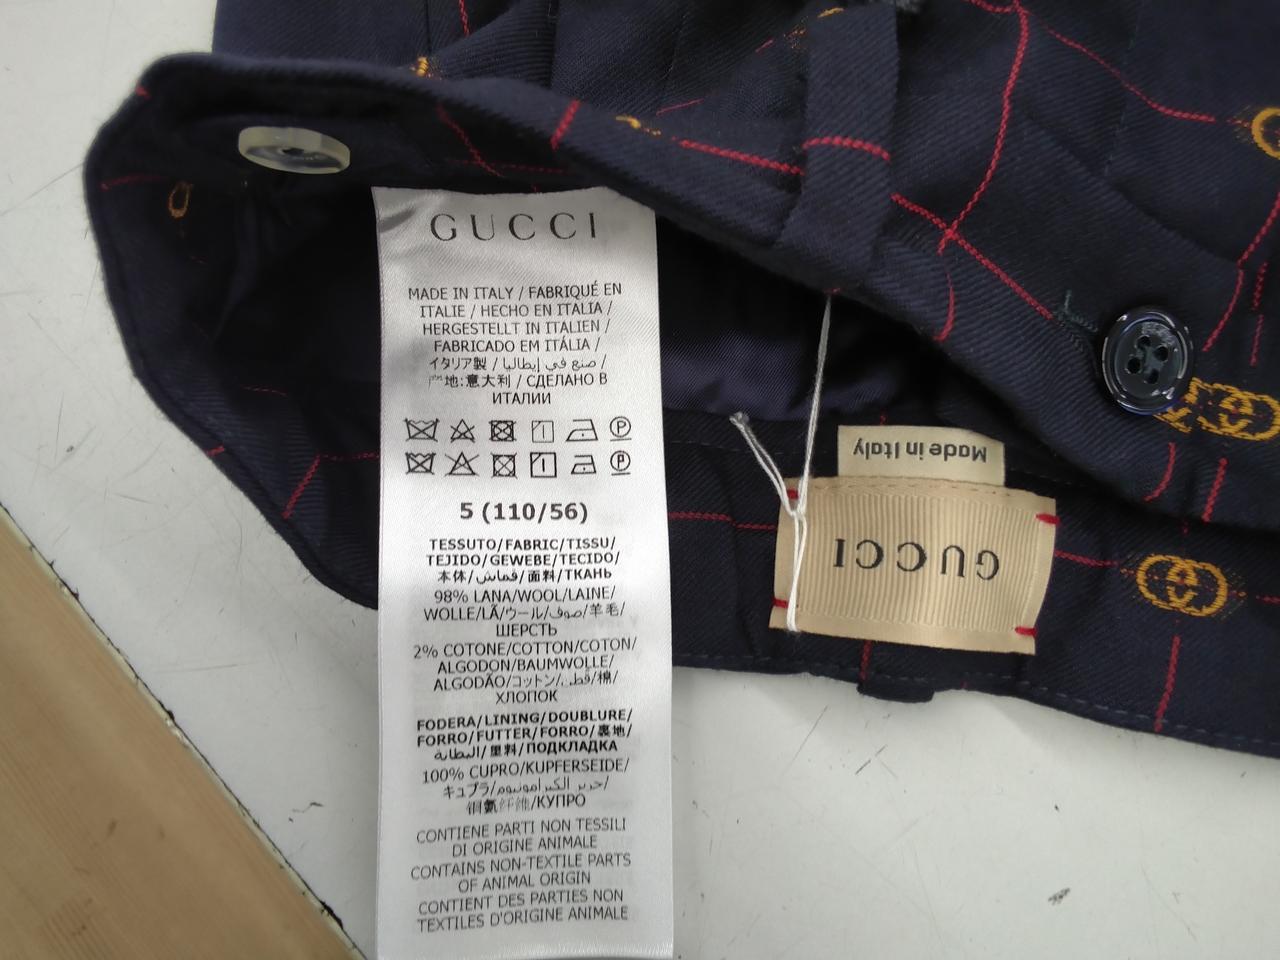 GUCCI
MADE IN ITALY / FABRIQUÉ EN
ITALIE / HECHO EN ITALIA /
HERGESTELLT IN ITALIEN /
FABRICADO EM ITÁLIA /
イタリア製 / صنع في إيطاليا /
产地:意大利 / СДЕЛАНО В
ИТАЛИИ
5 (110/56)
TESSUTO/FABRIC/TISSU/
TEJIDO/GEWEBE/TECIDO/
本体/قماش/面料/ТКАНЬ
98% LANA/WOOL/LAINE/
WOLLE/LÃ/ウール/صوف/羊毛/
ШЕРСТЬ
2% COTONE/COTTON/COTON/
ALGODON/BAUMWOLLE/
ALGODÃO/コットン/قطن/棉/
ХЛОПОК
FODERA/LINING/DOUBLURE/
FORRO/FUTTER/FORRO/裏地/
البطانة/里料/ПОДКЛАДКА
100% CUPRO/KUPFERSEIDE/
キュプラ/حرير الكبرامونيوم/
铜氨纤维/КУПРО
CONTIENE PARTI NON TESSILI
DI ORIGINE ANIMALE
CONTAINS NON-TEXTILE PARTS
OF ANIMAL ORIGIN
CONTIENT DES PARTIES NON
TEXTILES D'ORIGINE ANIMALE
Made in Italy
GUCCI